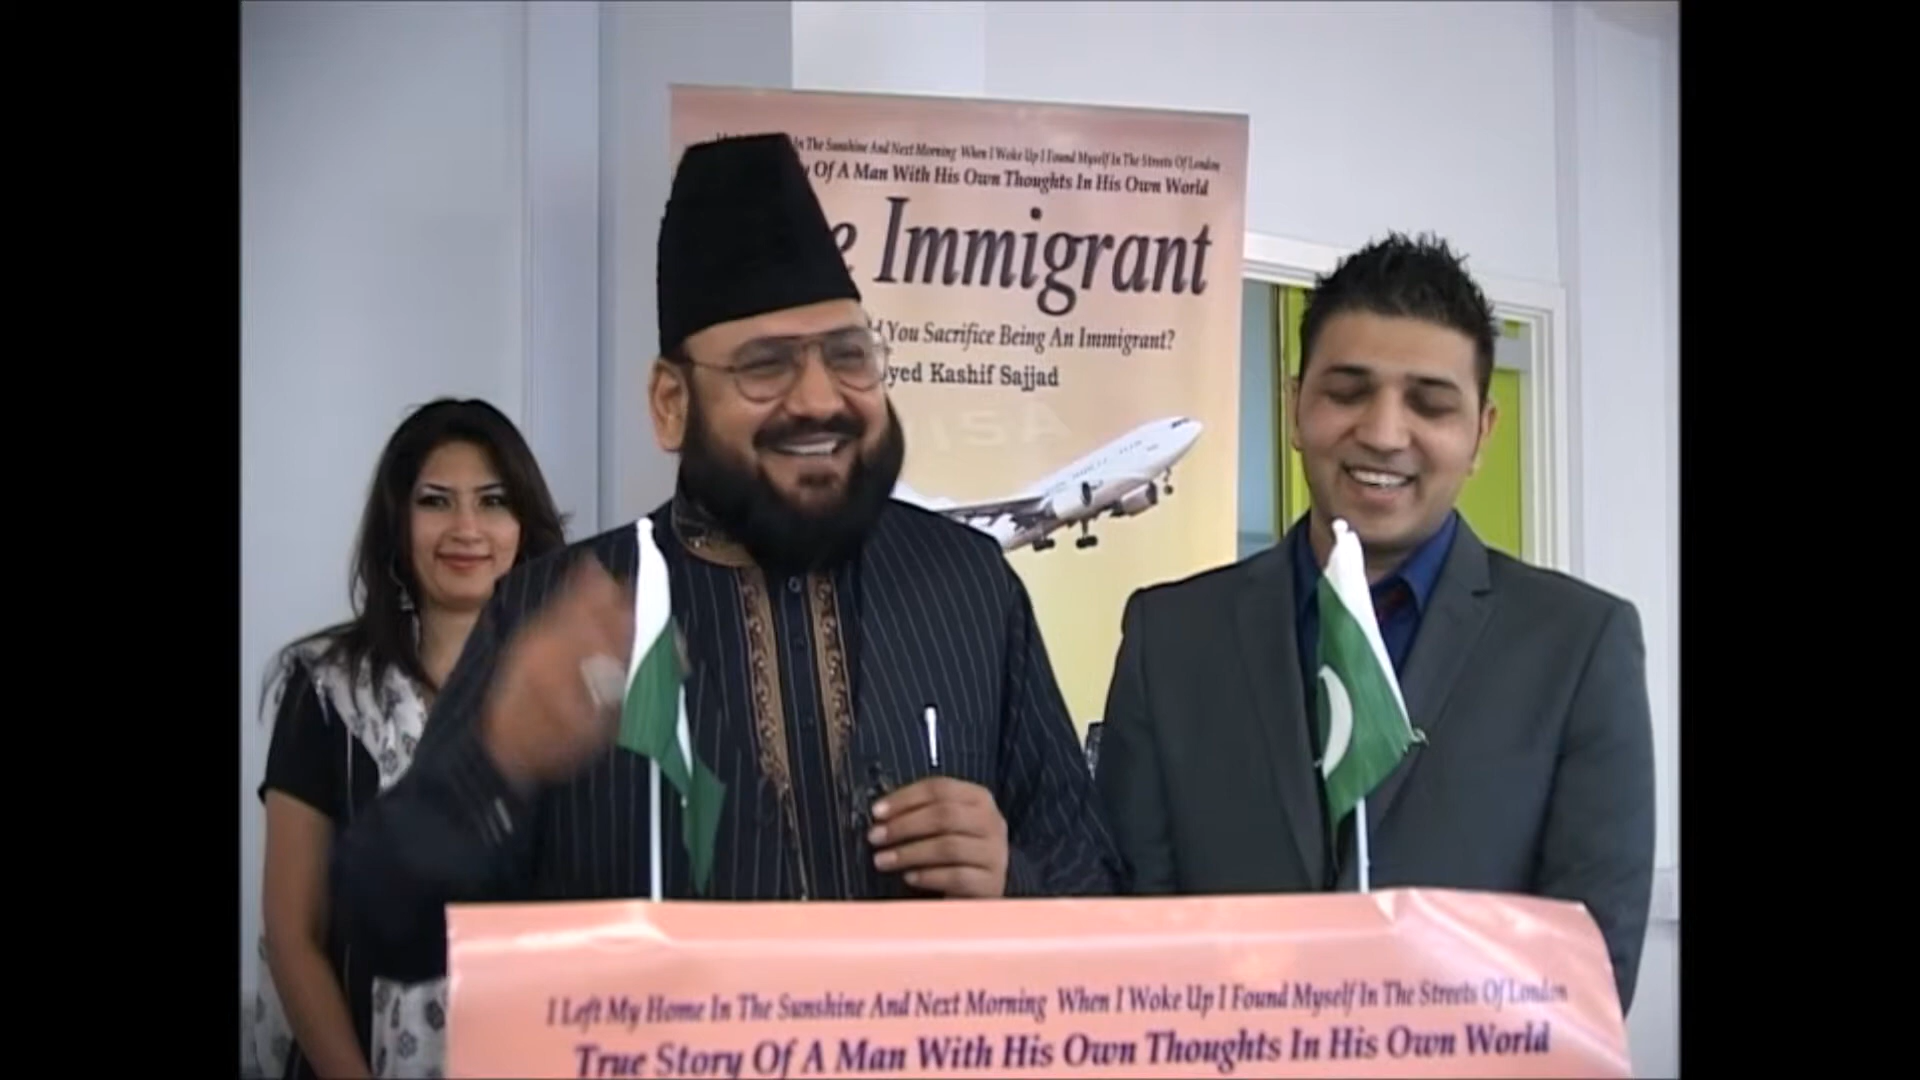 In The Sunshine And Next Morning When I Woke Up I Found Myself In The Streets Of London
Of A Man With His Own Thoughts In His Own World
e Immigrant
You Sacrifice Being An Immigrant?
yed Kashif Sajjad
VISA
I Left My Home In The Sunshine And Next Morning When I Woke Up I Found Myself In The Streets Of London
True Story Of A Man With His Own Thoughts In His Own World